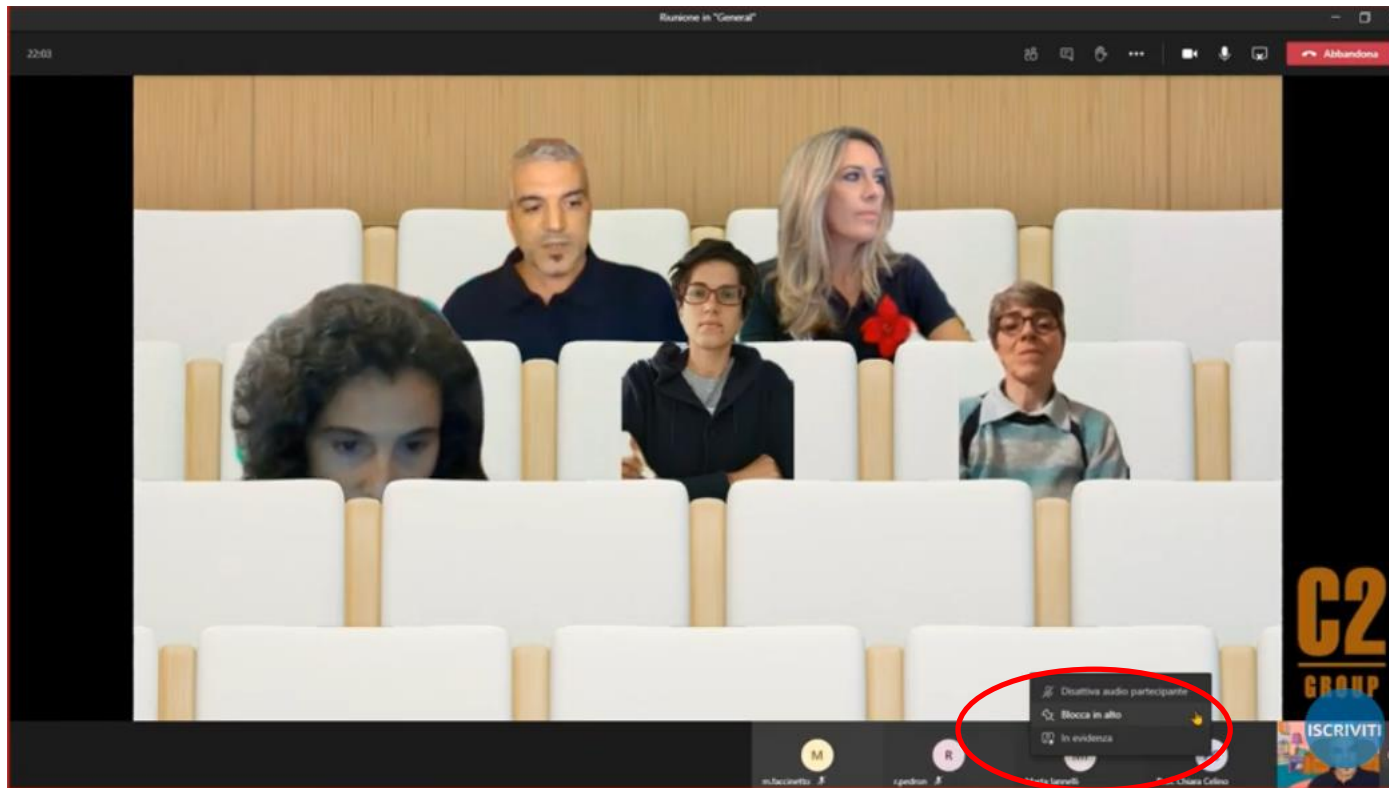 Riunione in "General"
22:03
Abbandona
C2
GROUP
ISCRIVITI
Disattiva audio partecipante
Blocca in alto
In evidenza
M
R
m.faccinetto
r.pedron
Iannelli
Chiara Celino